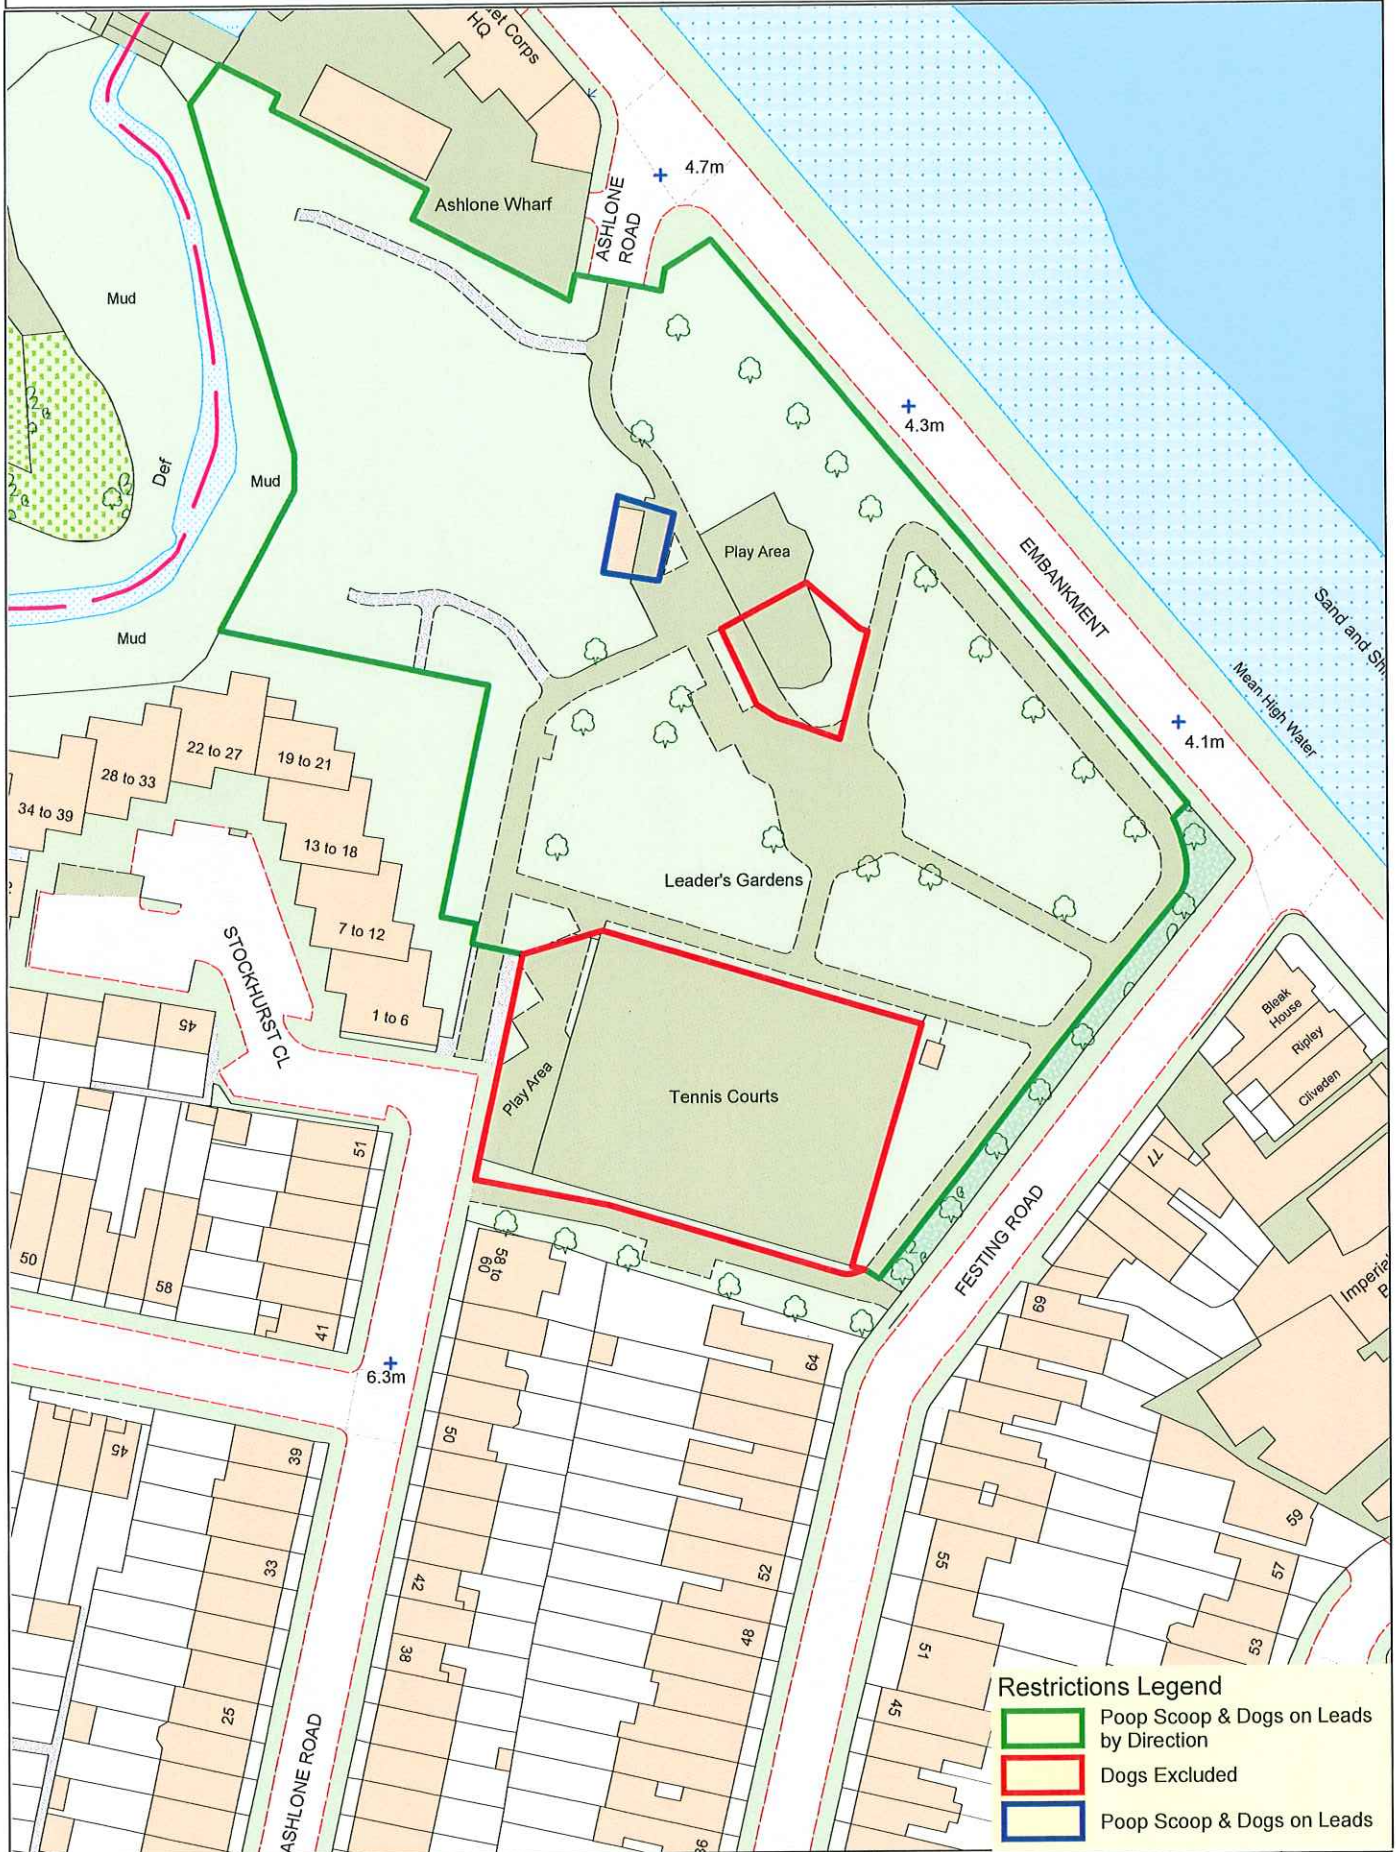 HQ
Corps
4.7m
Ashlone Wharf
ASHLONE
ROAD
Mud
4.3m
Def
Mud
Play Area
EMBANKMENT
Sand and
Mud
Mean High Water
4.1m
22 to 27
19 to 21
28 to 33
34 to 39
13 to 18
Leader's Gardens
7 to 12
STOCKHURST CL
1 to 6
45
Bleak
House
Ripley
Cliveden
Play Area
Tennis Courts
51
77
50
58
41
58 to
60
FESTING ROAD
69
64
6.3m
45
39
50
59
33
42
52
55
57
38
48
51
53
25
45
ASHLONE ROAD
Restrictions Legend
Poop Scoop & Dogs on Leads
by Direction
Dogs Excluded
Poop Scoop & Dogs on Leads